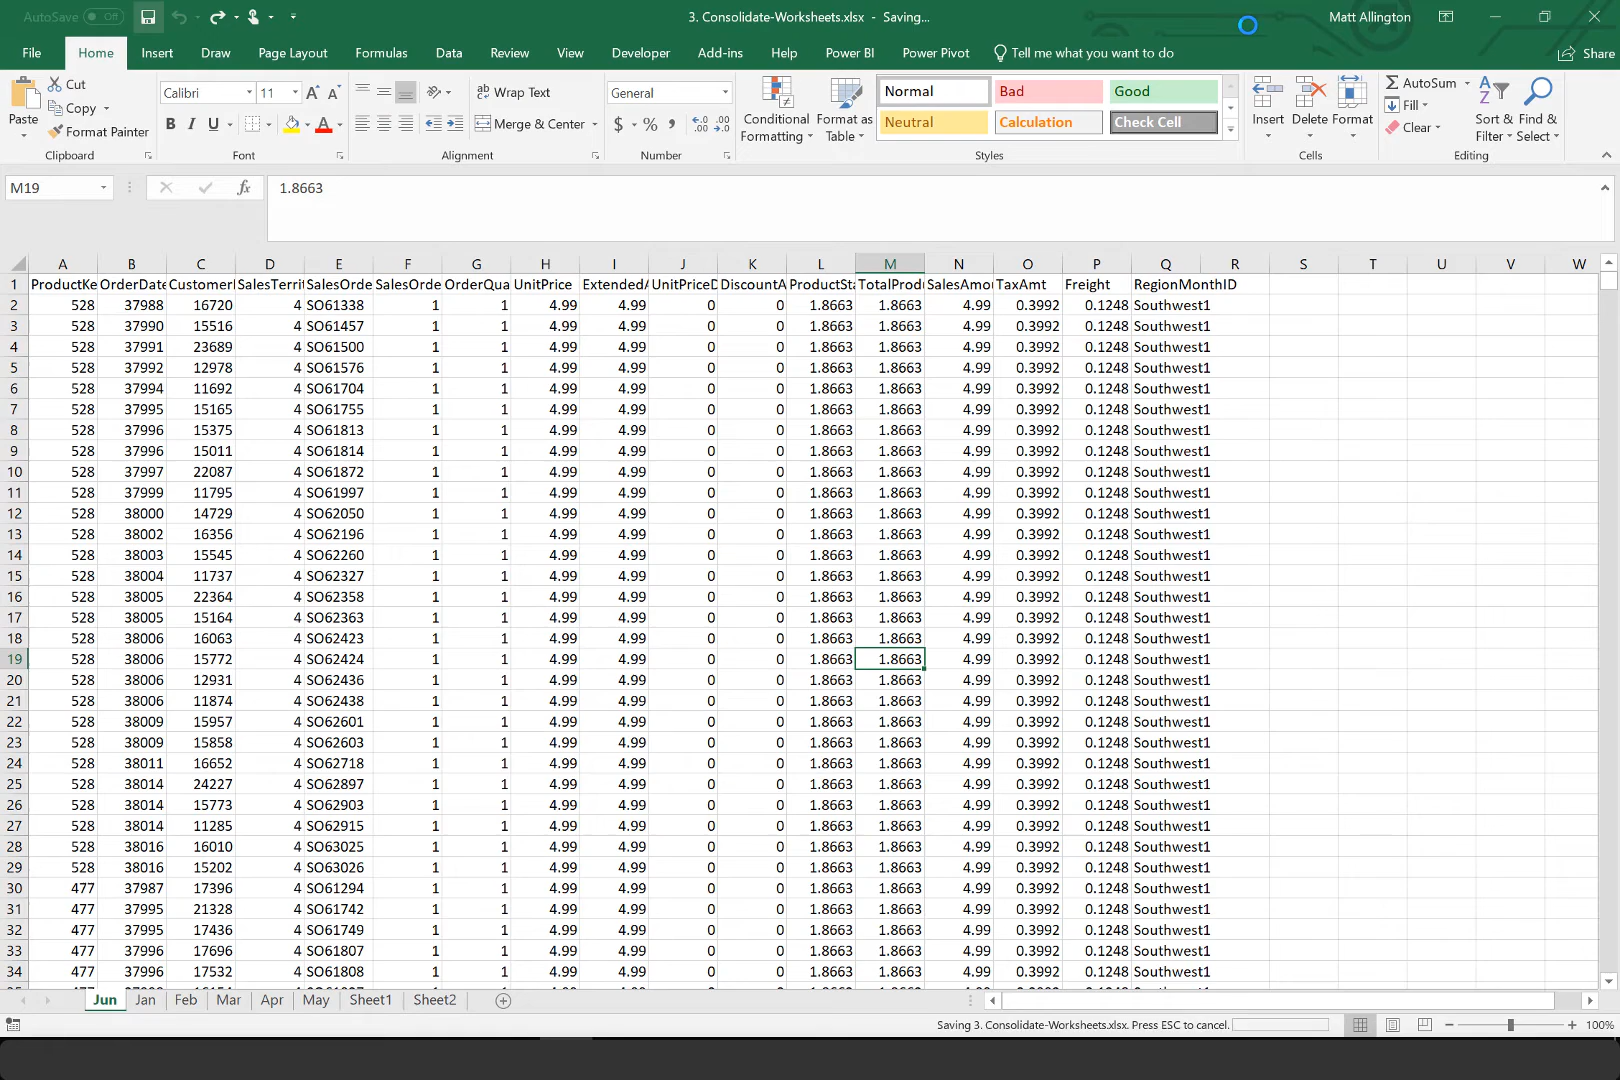 AutoSave Off 3. Consolidate-Worksheets.xlsx - Saving... Matt Allington
File Home Insert Draw Page Layout Formulas Data Review View Developer Add-ins Help Power BI Power Pivot Tell me what you want to do Share
Cut
Copy
Format Painter
Paste
Clipboard
Calibri 11
B I U
Font
Wrap Text
Merge & Center
Alignment
General
$ % ,
Number
Conditional Formatting
Format as Table
Normal Bad Good
Neutral Calculation Check Cell
Styles
Insert Delete Format
Cells
AutoSum
Fill
Clear
Sort & Filter
Find & Select
Editing
M19 fx 1.8663
A B C D E F G H I J K L M N O P Q R S T U V W
1 ProductKe OrderDate Customer SalesTerrit SalesOrde SalesOrde OrderQua UnitPrice Extended UnitPriceD DiscountA ProductSta TotalProdu SalesAmou TaxAmt Freight RegionMonthID
2 528 37988 16720 4 SO61338 1 1 4.99 4.99 0 0 1.8663 1.8663 4.99 0.3992 0.1248 Southwest1
3 528 37990 15516 4 SO61457 1 1 4.99 4.99 0 0 1.8663 1.8663 4.99 0.3992 0.1248 Southwest1
4 528 37991 23689 4 SO61500 1 1 4.99 4.99 0 0 1.8663 1.8663 4.99 0.3992 0.1248 Southwest1
5 528 37992 12978 4 SO61576 1 1 4.99 4.99 0 0 1.8663 1.8663 4.99 0.3992 0.1248 Southwest1
6 528 37994 11692 4 SO61704 1 1 4.99 4.99 0 0 1.8663 1.8663 4.99 0.3992 0.1248 Southwest1
7 528 37995 15165 4 SO61755 1 1 4.99 4.99 0 0 1.8663 1.8663 4.99 0.3992 0.1248 Southwest1
8 528 37996 15375 4 SO61813 1 1 4.99 4.99 0 0 1.8663 1.8663 4.99 0.3992 0.1248 Southwest1
9 528 37996 15011 4 SO61814 1 1 4.99 4.99 0 0 1.8663 1.8663 4.99 0.3992 0.1248 Southwest1
10 528 37997 22087 4 SO61872 1 1 4.99 4.99 0 0 1.8663 1.8663 4.99 0.3992 0.1248 Southwest1
11 528 37999 11795 4 SO61997 1 1 4.99 4.99 0 0 1.8663 1.8663 4.99 0.3992 0.1248 Southwest1
12 528 38000 14729 4 SO62050 1 1 4.99 4.99 0 0 1.8663 1.8663 4.99 0.3992 0.1248 Southwest1
13 528 38002 16356 4 SO62196 1 1 4.99 4.99 0 0 1.8663 1.8663 4.99 0.3992 0.1248 Southwest1
14 528 38003 15545 4 SO62260 1 1 4.99 4.99 0 0 1.8663 1.8663 4.99 0.3992 0.1248 Southwest1
15 528 38004 11737 4 SO62327 1 1 4.99 4.99 0 0 1.8663 1.8663 4.99 0.3992 0.1248 Southwest1
16 528 38005 22364 4 SO62358 1 1 4.99 4.99 0 0 1.8663 1.8663 4.99 0.3992 0.1248 Southwest1
17 528 38005 15164 4 SO62363 1 1 4.99 4.99 0 0 1.8663 1.8663 4.99 0.3992 0.1248 Southwest1
18 528 38006 16063 4 SO62423 1 1 4.99 4.99 0 0 1.8663 1.8663 4.99 0.3992 0.1248 Southwest1
19 528 38006 15772 4 SO62424 1 1 4.99 4.99 0 0 1.8663 1.8663 4.99 0.3992 0.1248 Southwest1
20 528 38006 12931 4 SO62436 1 1 4.99 4.99 0 0 1.8663 1.8663 4.99 0.3992 0.1248 Southwest1
21 528 38006 11874 4 SO62438 1 1 4.99 4.99 0 0 1.8663 1.8663 4.99 0.3992 0.1248 Southwest1
22 528 38009 15957 4 SO62601 1 1 4.99 4.99 0 0 1.8663 1.8663 4.99 0.3992 0.1248 Southwest1
23 528 38009 15858 4 SO62603 1 1 4.99 4.99 0 0 1.8663 1.8663 4.99 0.3992 0.1248 Southwest1
24 528 38011 16652 4 SO62718 1 1 4.99 4.99 0 0 1.8663 1.8663 4.99 0.3992 0.1248 Southwest1
25 528 38014 24227 4 SO62897 1 1 4.99 4.99 0 0 1.8663 1.8663 4.99 0.3992 0.1248 Southwest1
26 528 38014 15773 4 SO62903 1 1 4.99 4.99 0 0 1.8663 1.8663 4.99 0.3992 0.1248 Southwest1
27 528 38014 11285 4 SO62915 1 1 4.99 4.99 0 0 1.8663 1.8663 4.99 0.3992 0.1248 Southwest1
28 528 38016 16010 4 SO63025 1 1 4.99 4.99 0 0 1.8663 1.8663 4.99 0.3992 0.1248 Southwest1
29 528 38016 15202 4 SO63026 1 1 4.99 4.99 0 0 1.8663 1.8663 4.99 0.3992 0.1248 Southwest1
30 477 37987 17396 4 SO61294 1 1 4.99 4.99 0 0 1.8663 1.8663 4.99 0.3992 0.1248 Southwest1
31 477 37995 21328 4 SO61742 1 1 4.99 4.99 0 0 1.8663 1.8663 4.99 0.3992 0.1248 Southwest1
32 477 37995 17436 4 SO61749 1 1 4.99 4.99 0 0 1.8663 1.8663 4.99 0.3992 0.1248 Southwest1
33 477 37996 17696 4 SO61807 1 1 4.99 4.99 0 0 1.8663 1.8663 4.99 0.3992 0.1248 Southwest1
34 477 37996 17532 4 SO61808 1 1 4.99 4.99 0 0 1.8663 1.8663 4.99 0.3992 0.1248 Southwest1
Jun Jan Feb Mar Apr May Sheet1 Sheet2
Saving 3. Consolidate-Worksheets.xlsx. Press ESC to cancel. 100%